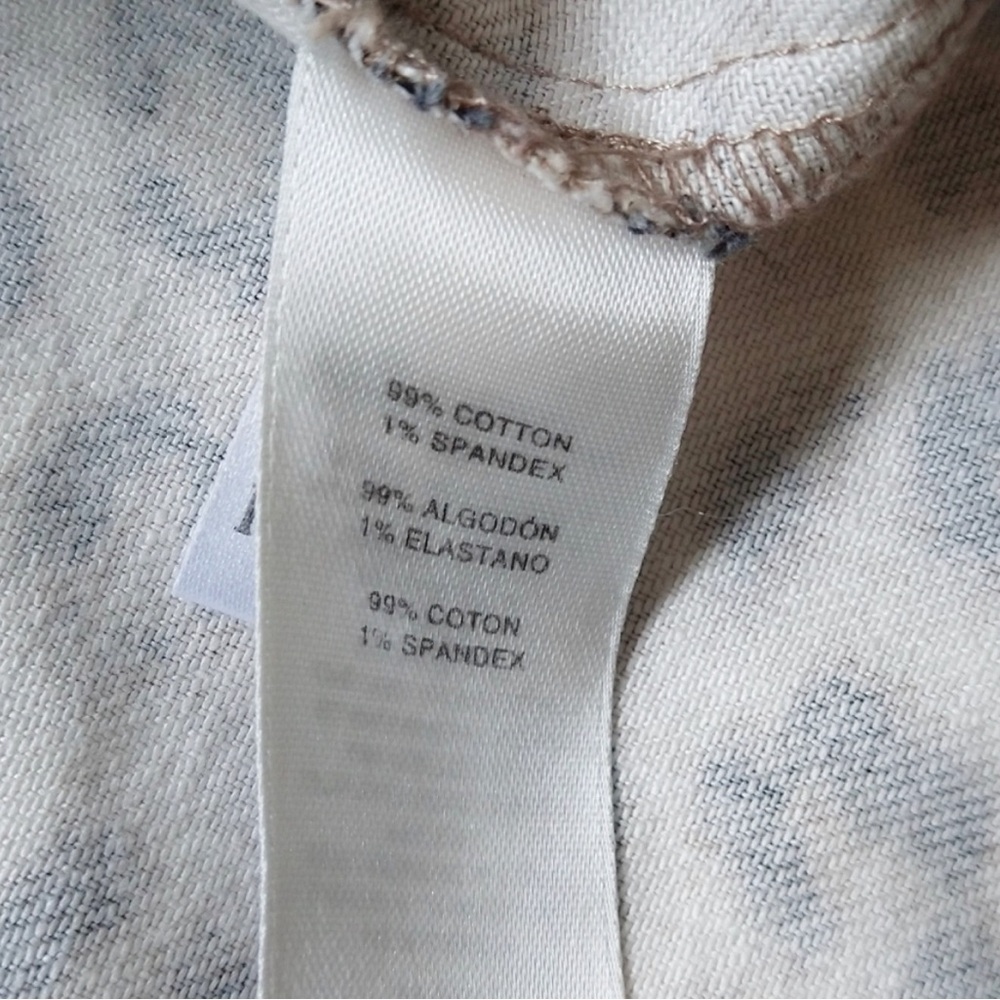 99% COTTON
1% SPANDEX
99% ALGODÓN
1% ELASTANO
99% COTON
1% SPANDEX